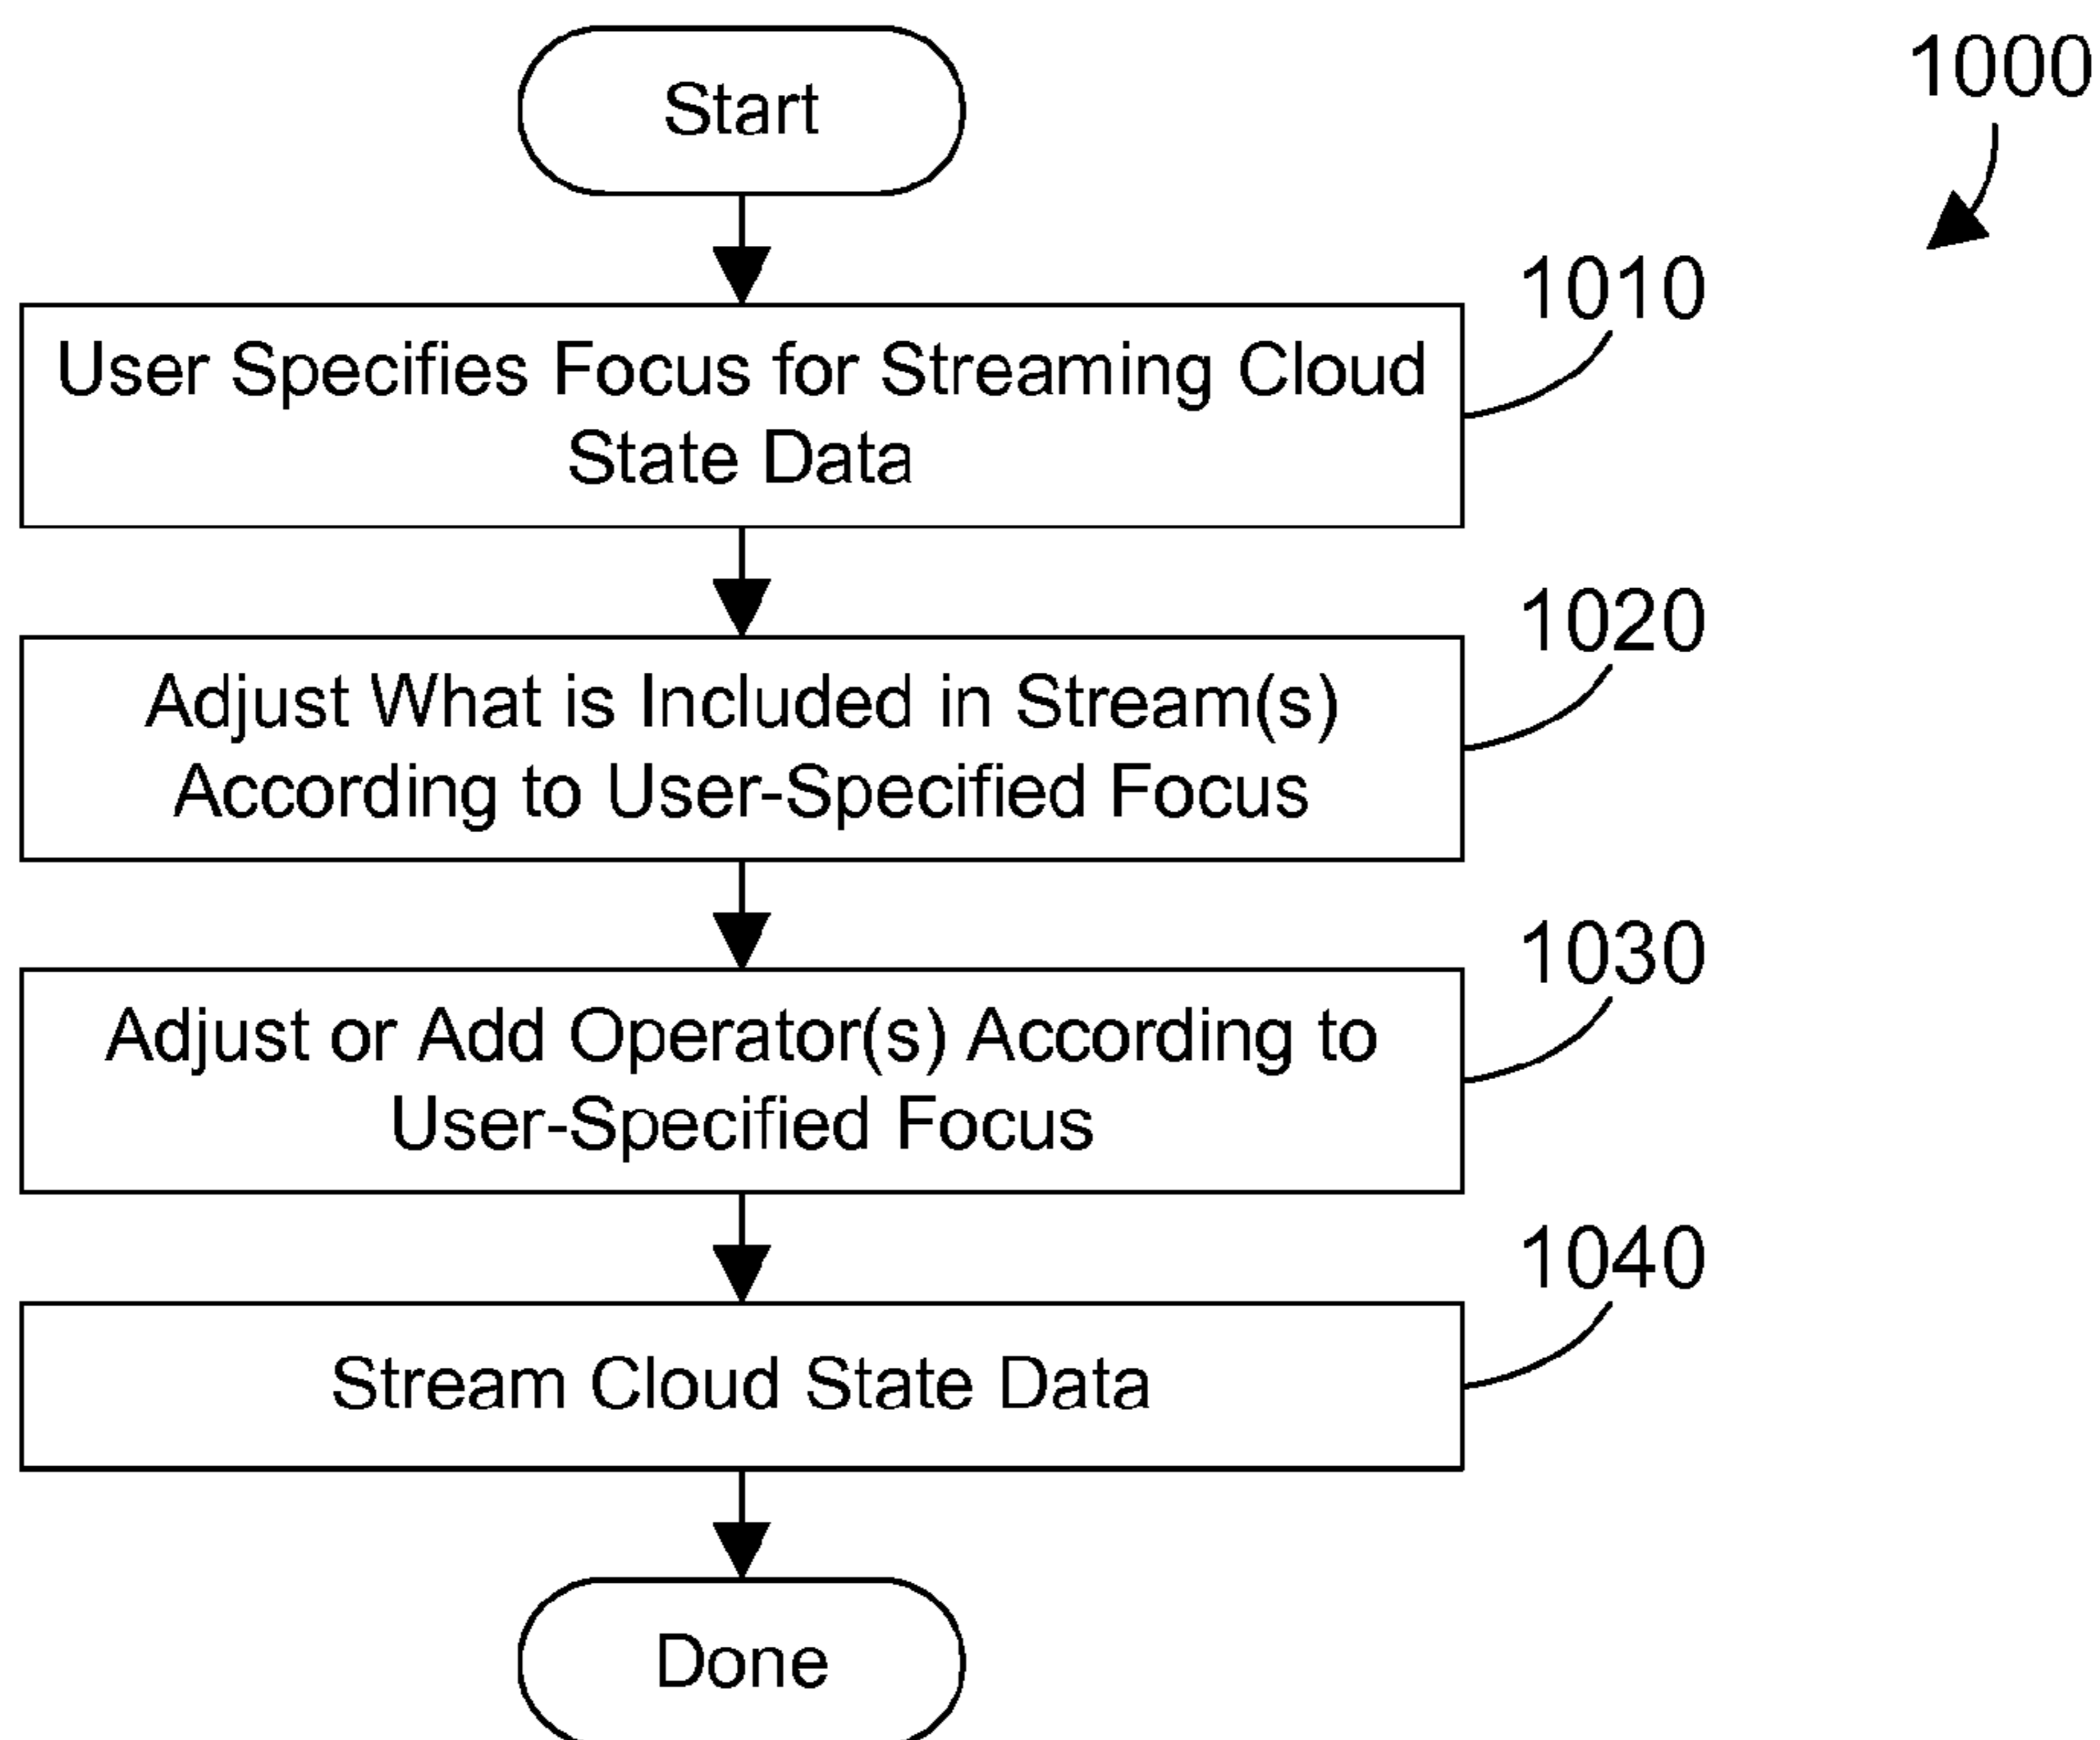 Start
1000
1010
User Specifies Focus for Streaming Cloud
State Data
1020
Adjust What is Included in Stream(s)
According to User-Specified Focus
1030
Adjust or Add Operator(s) According to
User-Specified Focus
1040
Stream Cloud State Data
Done